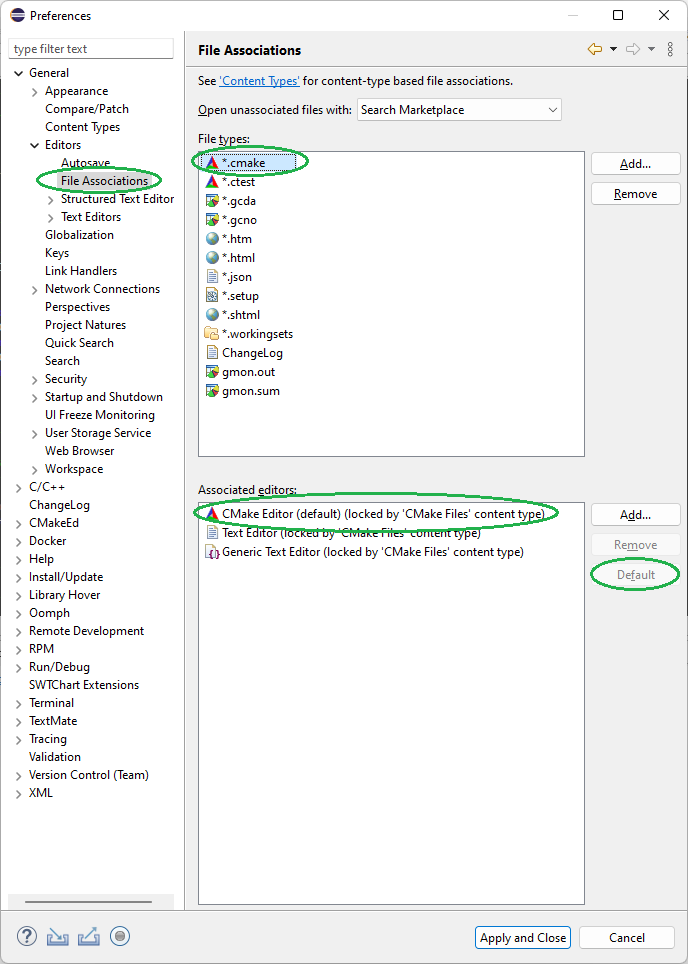 Preferences
type filter text
General
Appearance
Compare/Patch
Content Types
Editors
Autosave
File Associations
Structured Text Editor
Text Editors
Globalization
Keys
Link Handlers
Network Connections
Perspectives
Project Natures
Quick Search
Search
Security
Startup and Shutdown
UI Freeze Monitoring
User Storage Service
Web Browser
Workspace
C/C++
ChangeLog
CMakeEd
Docker
Help
Install/Update
Library Hover
Oomph
Remote Development
RPM
Run/Debug
SWTChart Extensions
Terminal
TextMate
Tracing
Validation
Version Control (Team)
XML
File Associations
See 'Content Types' for content-type based file associations.
Open unassociated files with: Search Marketplace
File types:
*.cmake
*.ctest
*.gcda
*.gcno
*.htm
*.html
*.json
*.setup
*.shtml
*.workingsets
ChangeLog
gmon.out
gmon.sum
Add...
Remove
Associated editors:
CMake Editor (default) (locked by 'CMake Files' content type)
Text Editor (locked by 'CMake Files' content type)
Generic Text Editor (locked by 'CMake Files' content type)
Add...
Remove
Default
Apply and Close
Cancel